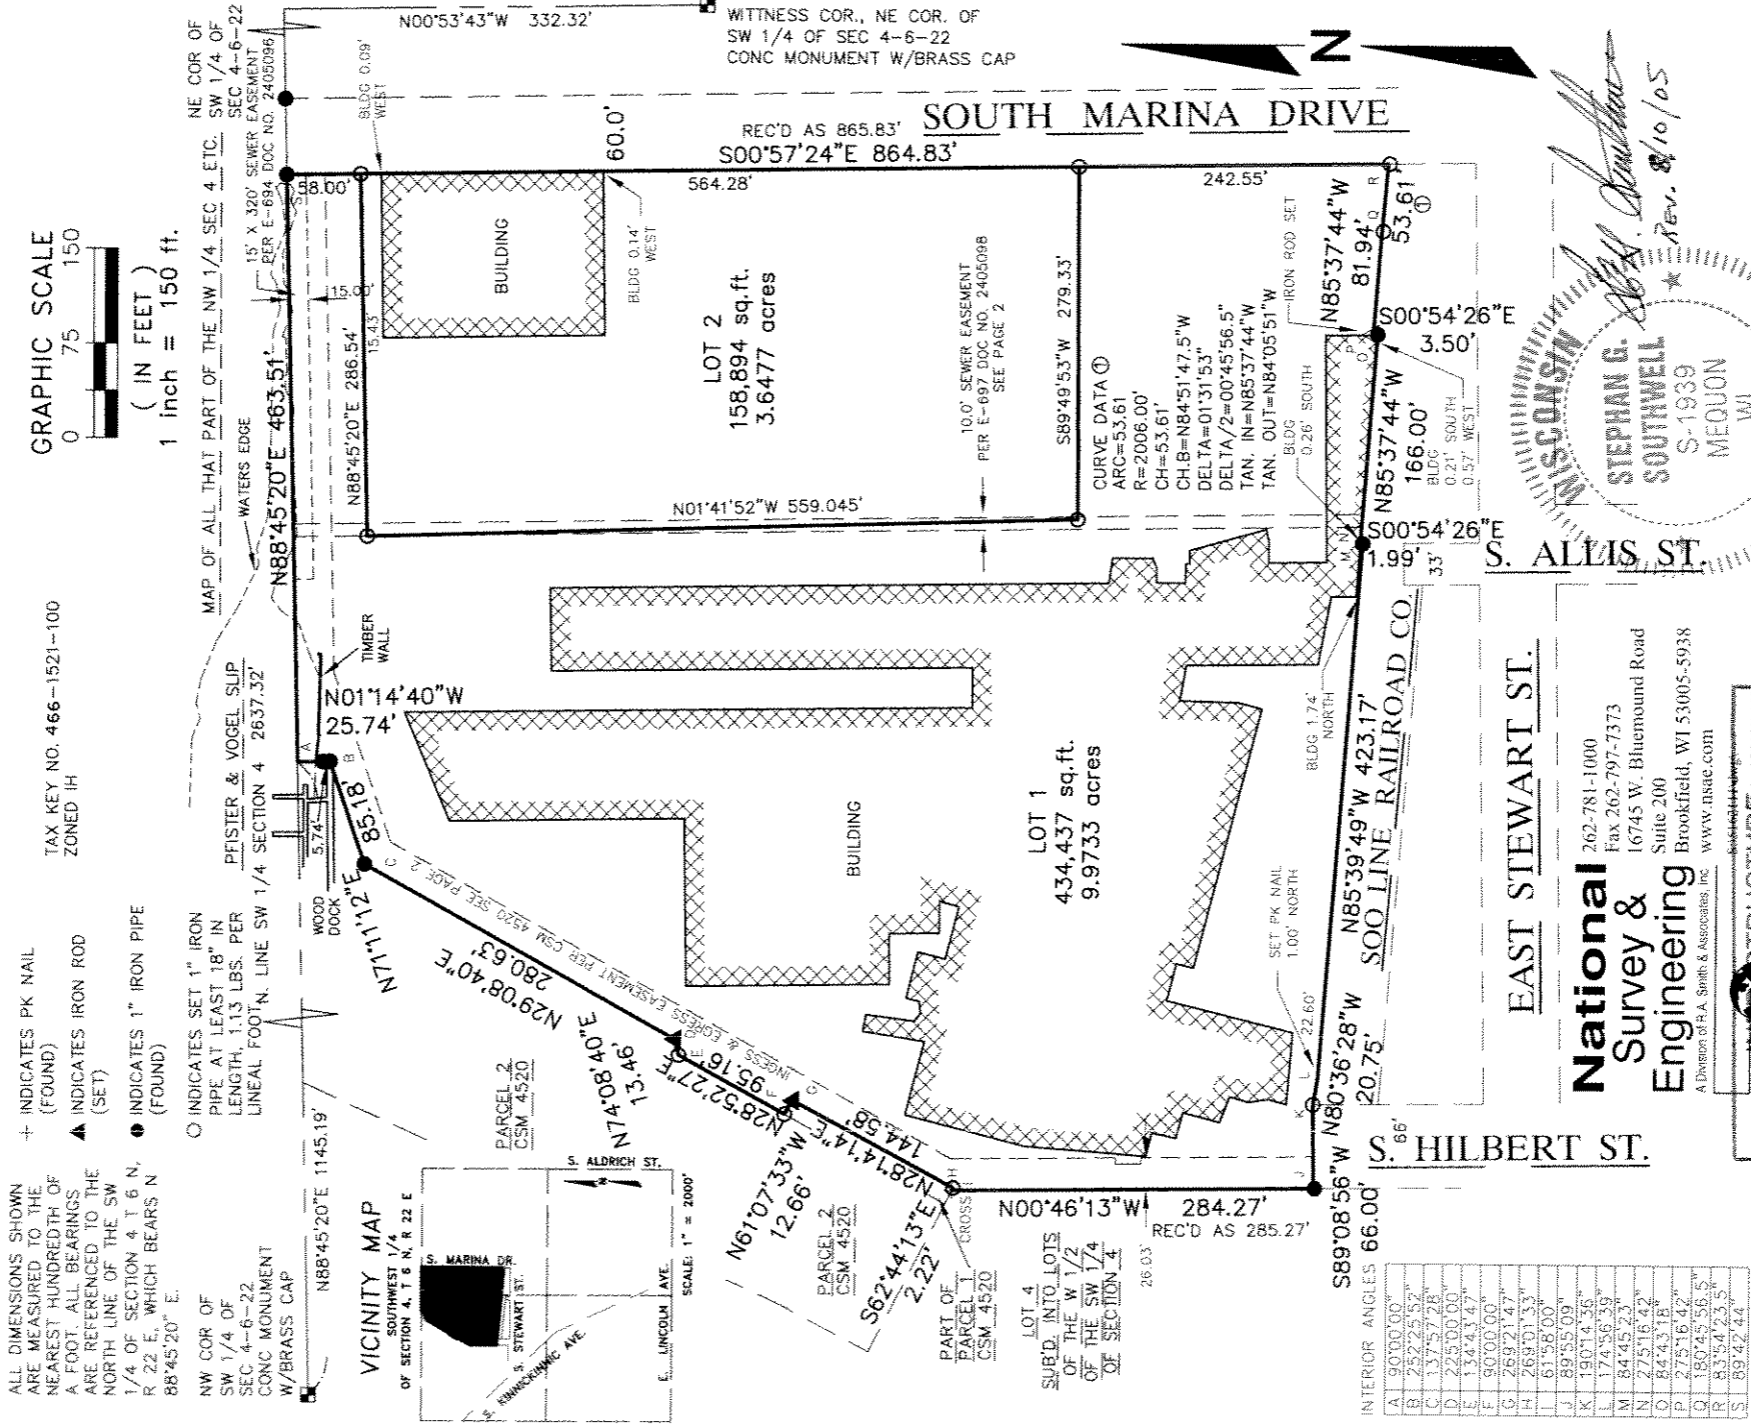 GRAPHIC SCALE
0 75 150
( IN FEET )
1 inch = 150 ft.
TAX KEY NO. 466-1521-100
ZONED IH
+ INDICATES PK NAIL
(FOUND)
▲ INDICATES IRON ROD
(SET)
● INDICATES 1" IRON PIPE
(FOUND)
○ INDICATES SET 1" IRON
PIPE AT LEAST 18" IN
LENGTH, 1.13 LBS. PER
LINEAL FOOT
ALL DIMENSIONS SHOWN
ARE MEASURED TO THE
NEAREST HUNDREDTH OF
A FOOT. ALL BEARINGS
ARE REFERENCED TO THE
NORTH LINE OF THE SW
1/4 OF SECTION 4 T 6 N,
R 22 E, WHICH BEARS N
88°45'20" E.
NW COR OF
SW 1/4 OF
SEC 4-6-22
CONC MONUMENT
W/BRASS CAP
N88°45'20"E 1145.19'
N. LINE SW 1/4 SECTION 4 2637.32'
PFISTER & VOGEL SLIP
MAP OF ALL THAT PART OF THE NW 1/4 SEC 4 ETC.
NE COR OF
SW 1/4 OF
SEC 4-6-22
15' X 320' SEWER EASEMENT
PER E-694 DOC NO. 2405096
N00°53'43"W 332.32'
WITNESS COR., NE COR. OF
SW 1/4 OF SEC 4-6-22
CONC MONUMENT W/BRASS CAP
N
WATERS EDGE
TIMBER
WALL
WOOD
DOCK
5.74'
N88°45'20"E 463.51'
N01°14'40"W
25.74'
85.18'
N71°11'12"E
N29°08'40"E
280.63'
N74°08'40"E
13.46'
N28°52'27"E
95.16'
N61°07'33"W
12.66'
N28°14'14"E
144.58'
S62°44'13"E
2.22'
INGESS & EGRESS EASEMENT PER CSM 4520 SEE PAGE 2
PARCEL 2
CSM 4520
PARCEL 2
CSM 4520
PART OF
PARCEL 1
CSM 4520
CROSS
N00°46'13"W 284.27'
REC'D AS 285.27'
26.03'
LOT 4
SUB'D. INTO LOTS
OF THE W 1/2
OF THE SW 1/4
OF SECTION 4
S89°08'56"W
66.00'
66'
N80°36'28"W
20.75'
22.60'
SET PK NAIL
1.00' NORTH
N85°39'49"W 423.17'
SOO LINE RAILROAD CO.
BLDG 1.74'
NORTH
S00°54'26"E
1.99'
33'
N85°37'44"W
166.00'
BLDG
0.21' SOUTH
0.57' WEST
BLDG
0.26' SOUTH
S00°54'26"E
3.50'
IRON ROD SET
N85°37'44"W
81.94'
53.61'
①
SOUTH MARINA DRIVE
REC'D AS 865.83'
S00°57'24"E 864.83'
58.00'
564.28'
242.55'
60.0'
BLDG 0.09'
WEST
BLDG 0.14'
WEST
15.00'
15.43'
BUILDING
N88°45'20"E 286.54'
LOT 2
158,894 sq.ft.
3.6477 acres
N01°41'52"W 559.045'
10.0' SEWER EASEMENT
PER E-697 DOC NO. 2405098
SEE PAGE 2
S89°49'53"W 279.33'
CURVE DATA ①
ARC=53.61
R=2006.00'
CH=53.61'
CH.B=N84°51'47.5"W
DELTA=01°31'53"
DELTA/2=00°45'56.5"
TAN. IN=N85°37'44"W
TAN. OUT=N84°05'51"W
BUILDING
LOT 1
434,437 sq.ft.
9.9733 acres
A
B
C
D
E
F
G
H
J
K
L
M
N
O
P
Q
R
S
S. ALLIS ST.
EAST STEWART ST.
S. HILBERT ST.
VICINITY MAP
SOUTHWEST 1/4
OF SECTION 4, T 6 N, R 22 E
S. ALDRICH ST.
S. MARINA DR.
S. STEWART ST.
S. KINNICKINNIC AVE.
E. LINCOLN AVE.
SCALE: 1" = 2000'
INTERIOR ANGLES
A 90°00'00"
B 252°25'52"
C 137°57'28"
D 225°00'00"
E 134°43'47"
F 90°00'00"
G 269°21'47"
H 269°01'33"
I 61°58'00"
J 89°55'09"
K 190°14'36"
L 174°56'39"
M 84°45'23"
N 275°16'42"
O 84°43'18"
P 275°16'42"
Q 180°45'56.5"
R 83°54'23.5"
S 89°42'44"
National
Survey &
Engineering
A Division of R.A. Smith & Associates, Inc
262-781-1000
Fax 262-797-7373
16745 W. Bluemound Road
Suite 200
Brookfield, WI 53005-5938
www.nsae.com
WISCONSIN
STEPHAN G.
SOUTHWELL
S-1939
MEQUON
WI
Rev. 8/10/05